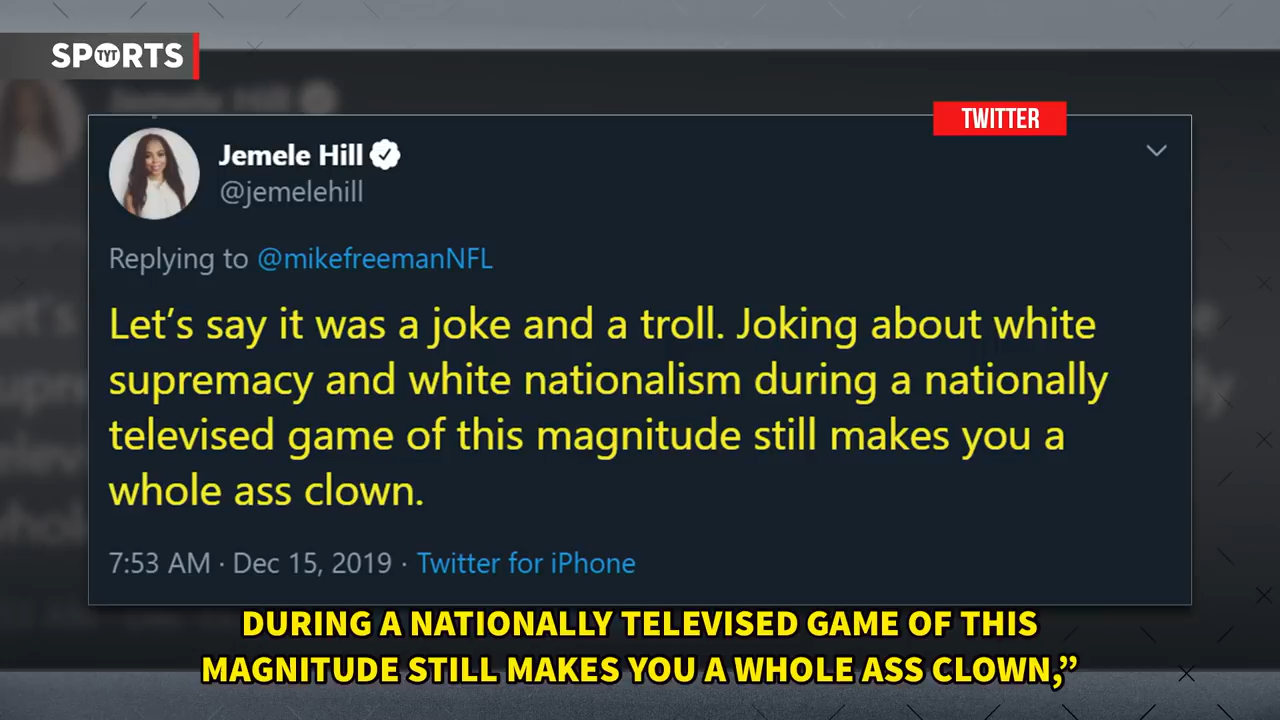 SPORTS
TYT
TWITTER
Jemele Hill
@jemelehill
Replying to @mikefreemanNFL
Let’s say it was a joke and a troll. Joking about white
supremacy and white nationalism during a nationally
televised game of this magnitude still makes you a
whole ass clown.
7:53 AM · Dec 15, 2019 · Twitter for iPhone
DURING A NATIONALLY TELEVISED GAME OF THIS
MAGNITUDE STILL MAKES YOU A WHOLE ASS CLOWN,”